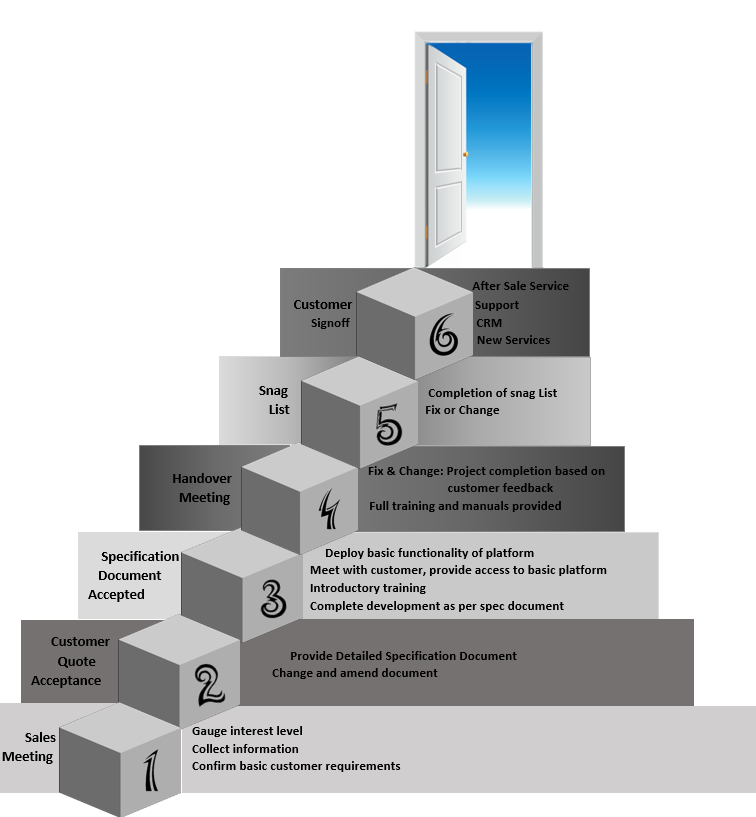 Customer
Signoff
6
After Sale Service
Support
CRM
New Services
Snag
List
5
Completion of snag List
Fix or Change
Handover
Meeting
4
Fix & Change: Project completion based on
customer feedback
Full training and manuals provided
Specification
Document
Accepted
3
Deploy basic functionality of platform
Meet with customer, provide access to basic platform
Introductory training
Complete development as per spec document
Customer
Quote
Acceptance
2
Provide Detailed Specification Document
Change and amend document
Sales
Meeting
1
Gauge interest level
Collect information
Confirm basic customer requirements